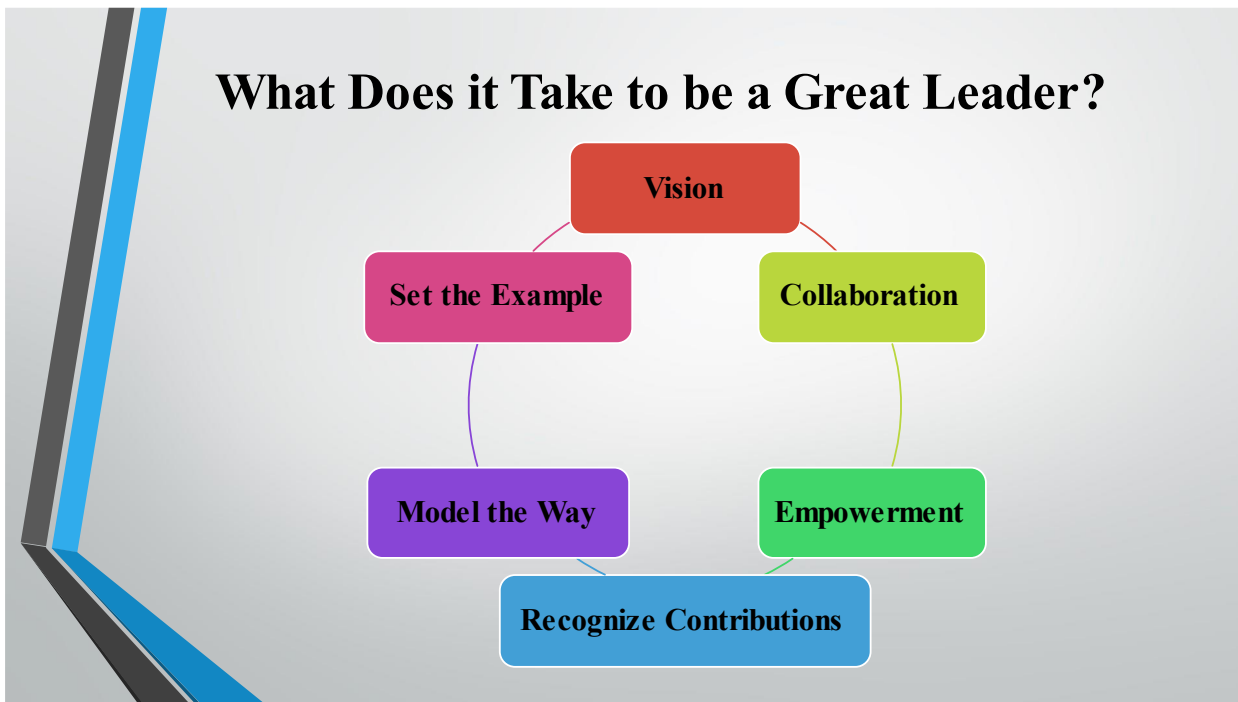 What Does it Take to be a Great Leader?
Vision
Set the Example
Collaboration
Model the Way
Empowerment
Recognize Contributions